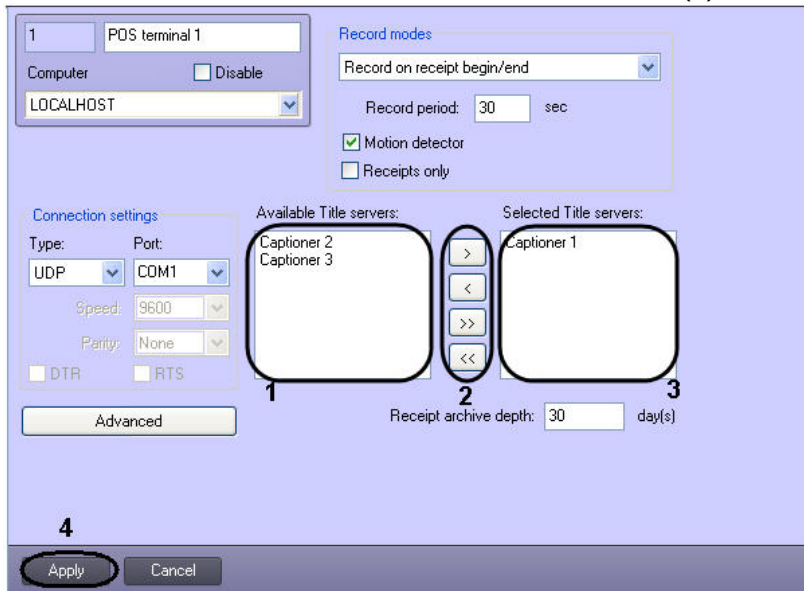 1 POS terminal 1
Computer Disable
LOCALHOST
Record modes
Record on receipt begin/end
Record period: 30 sec
Motion detector
Receipts only
Connection settings
Type: Port:
UDP COM1
Speed: 9600
Parity: None
DTR RTS
Advanced
Available Title servers:
Captioner 2
Captioner 3
1
>
<
>>
<<
2
Selected Title servers:
Captioner 1
3
Receipt archive depth: 30 day(s)
4
Apply Cancel